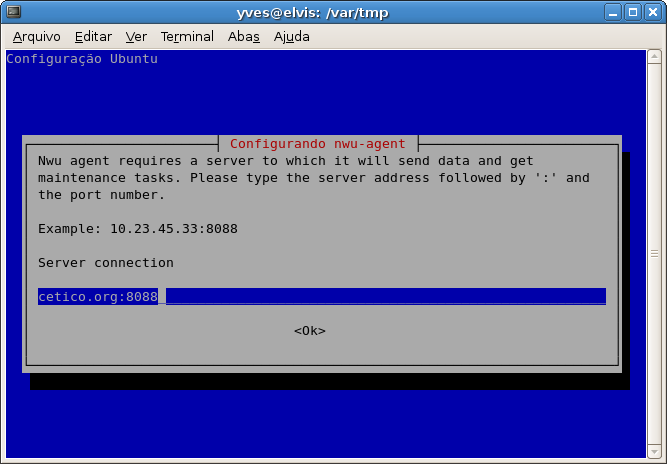 yves@elvis: /var/tmp
Arquivo Editar Ver Terminal Abas Ajuda
Configuração Ubuntu
Configurando nwu-agent
Nwu agent requires a server to which it will send data and get
maintenance tasks. Please type the server address followed by ':' and
the port number.
Example: 10.23.45.33:8088
Server connection
cetico.org:8088
<Ok>